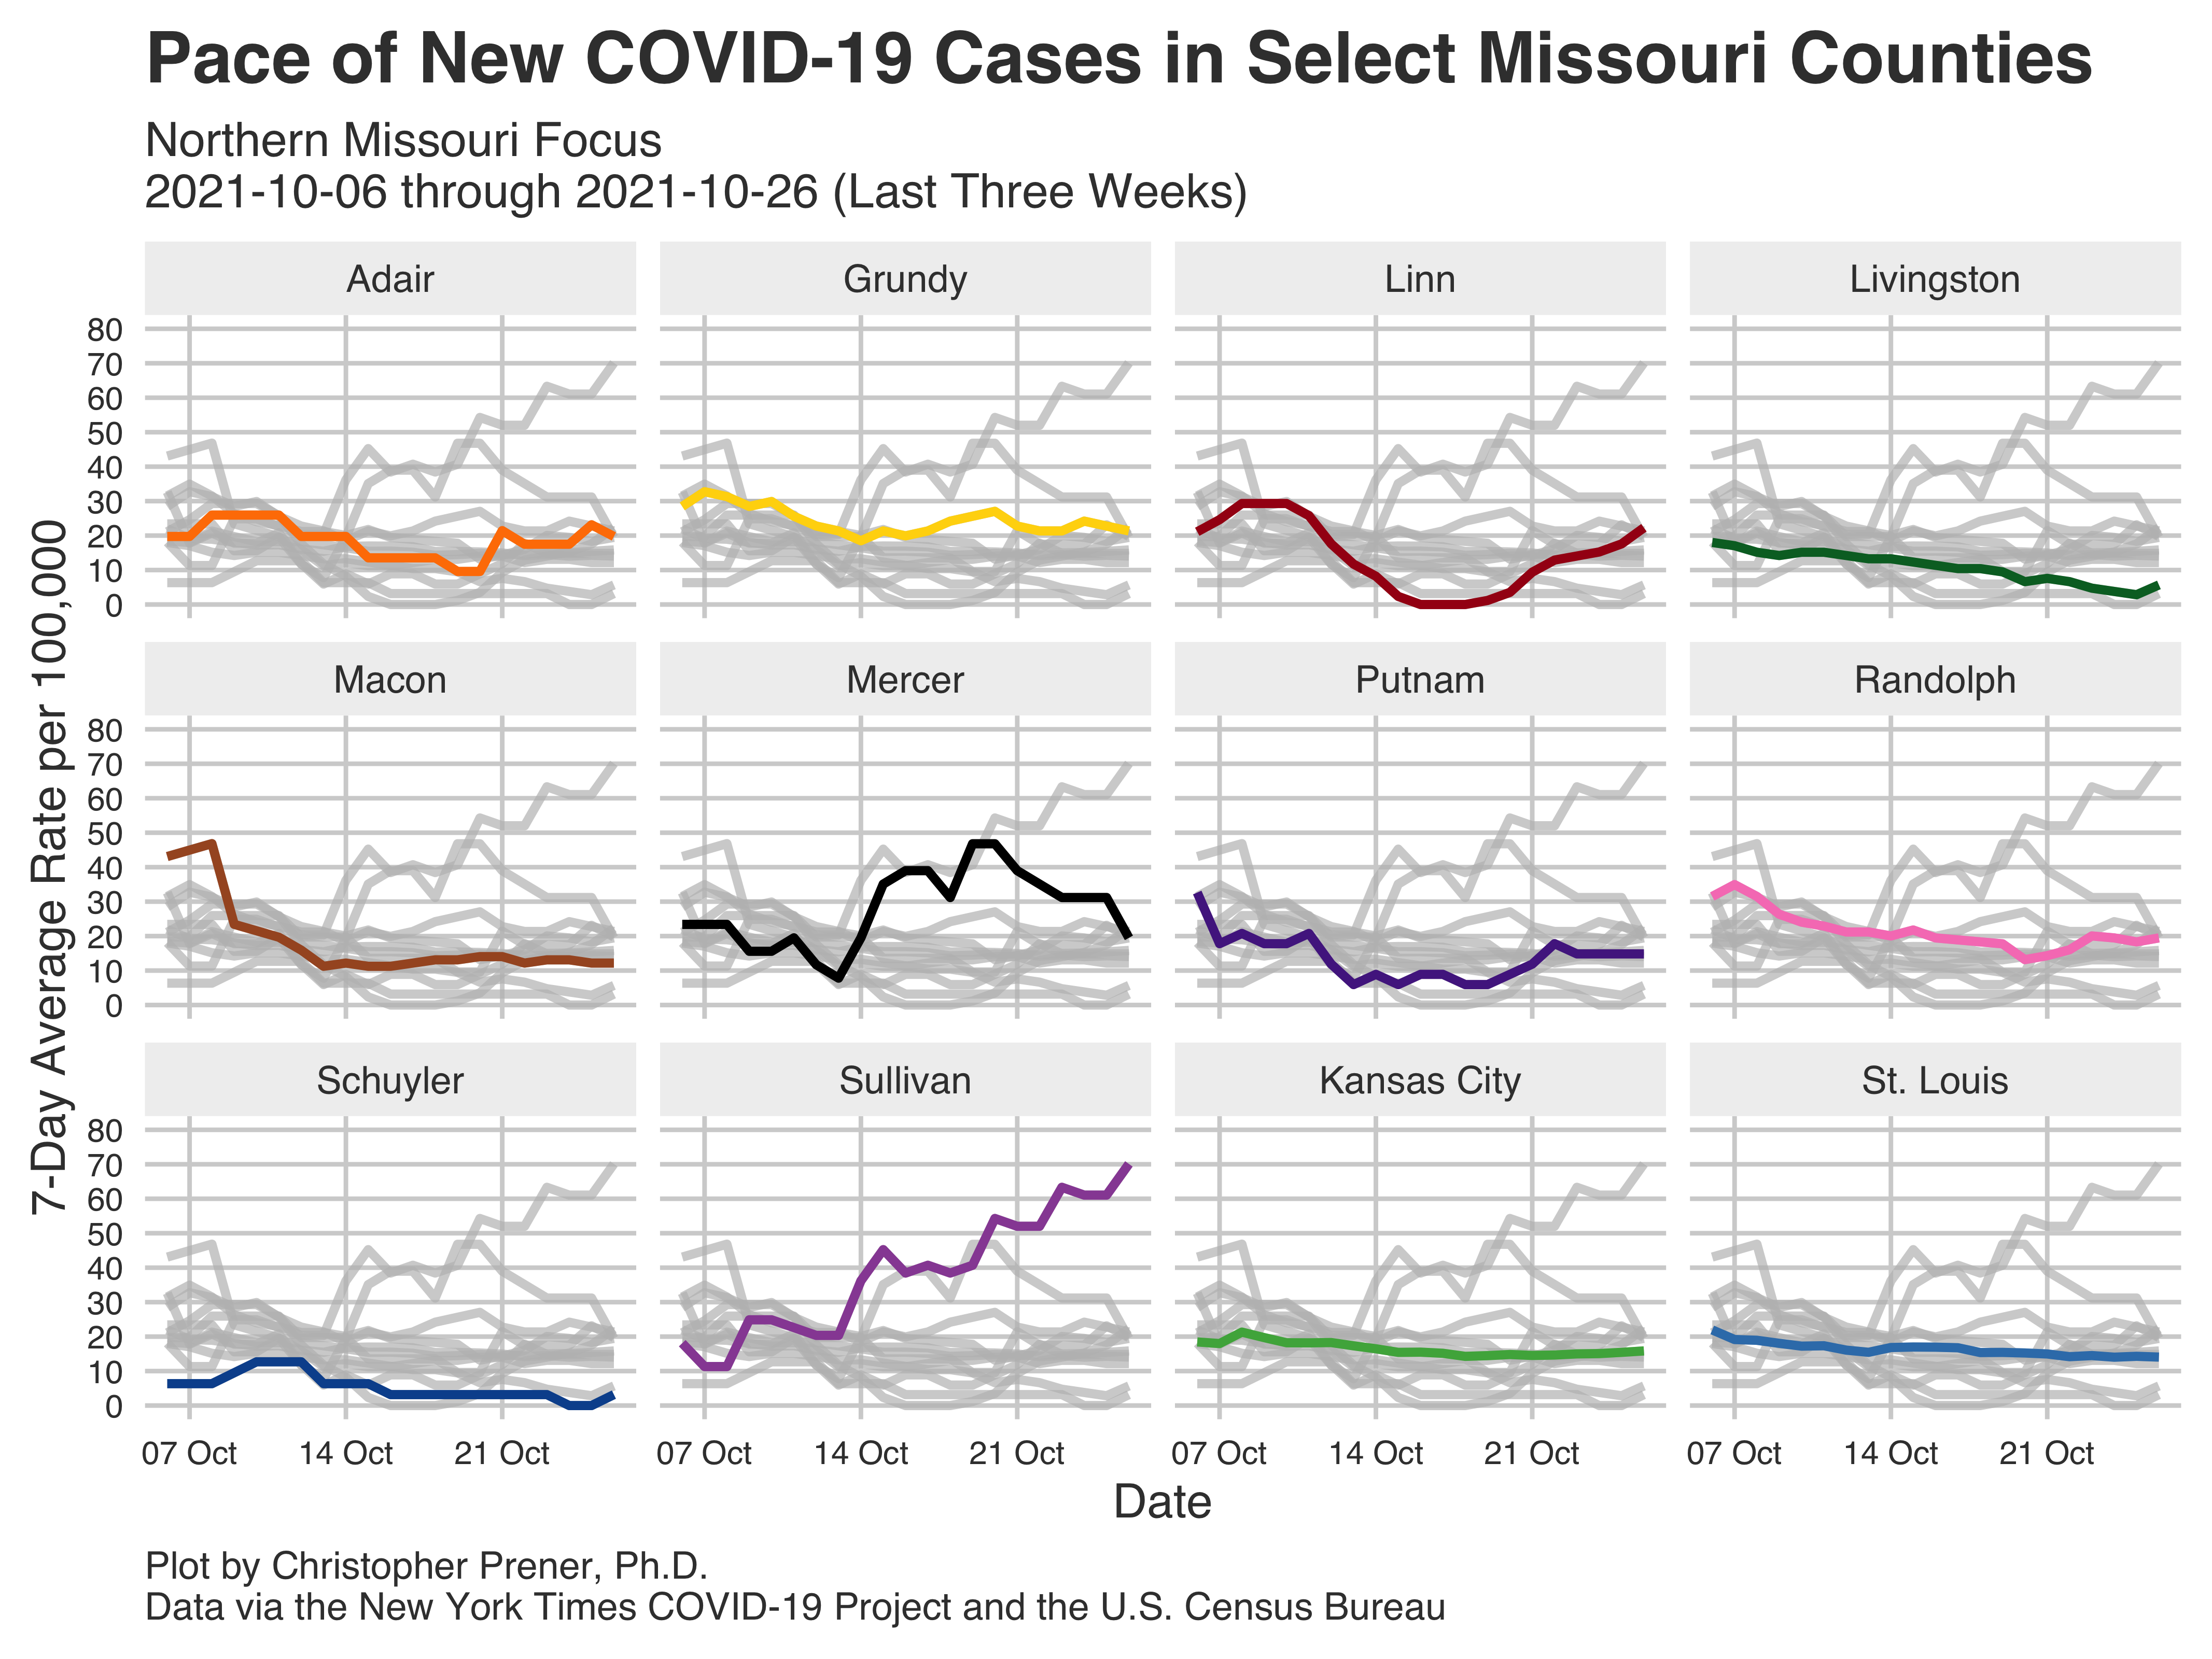 Pace of New COVID-19 Cases in Select Missouri Counties
Northern Missouri Focus
2021-10-06 through 2021-10-26 (Last Three Weeks)
7-Day Average Rate per 100,000
Adair
Grundy
Linn
Livingston
80
70
60
50
40
30
20
10
0
Macon
Mercer
Putnam
Randolph
80
70
60
50
40
30
20
10
0
Schuyler
Sullivan
Kansas City
St. Louis
80
70
60
50
40
30
20
10
0
07 Oct 14 Oct 21 Oct
07 Oct 14 Oct 21 Oct
07 Oct 14 Oct 21 Oct
07 Oct 14 Oct 21 Oct
Date
Plot by Christopher Prener, Ph.D.
Data via the New York Times COVID-19 Project and the U.S. Census Bureau